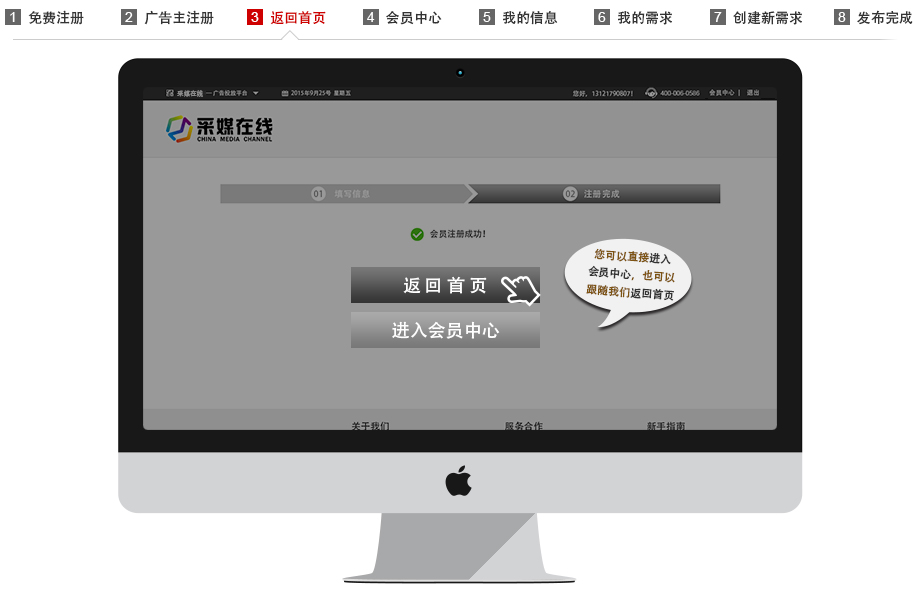 1 免费注册 2 广告主注册 3 返回首页 4 会员中心 5 我的信息 6 我的需求 7 创建新需求 8 发布完成
采媒在线 — 广告投放平台 2015年9月25号 星期五 您好, 13121790807! 400-006-0586 会员中心 | 退出
采媒在线
CHINA MEDIA CHANNEL
01 填写信息 02 注册完成
会员注册成功!
您可以直接进入
会员中心, 也可以
跟随我们返回首页
返回首页
进入会员中心
关于我们 服务合作 新手指南